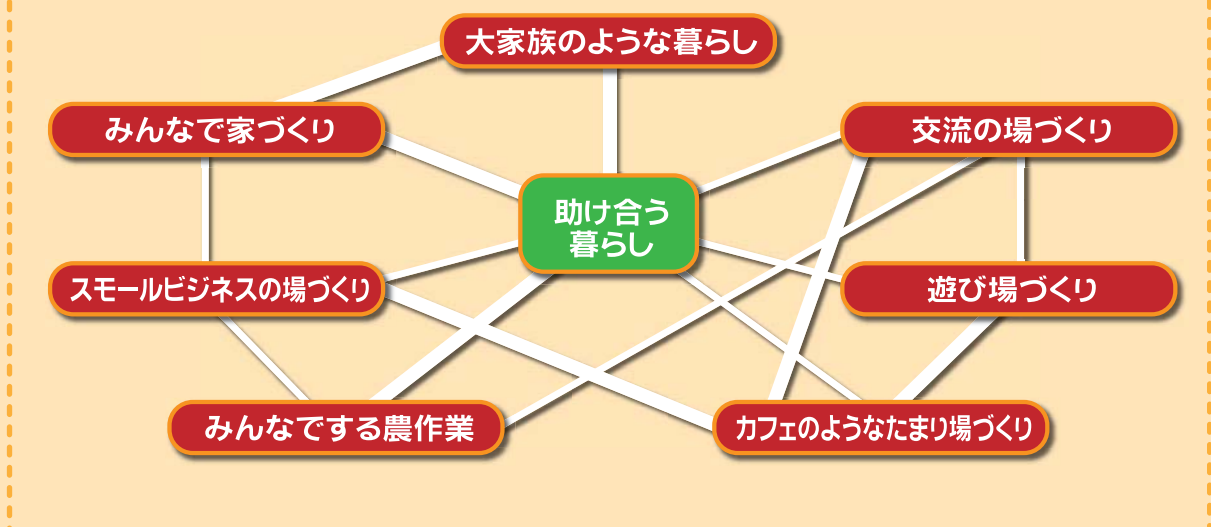 大家族のような暮らし
みんなで家づくり
交流の場づくり
助け合う
暮らし
スモールビジネスの場づくり
遊び場づくり
みんなでする農作業
カフェのようなたまり場づくり